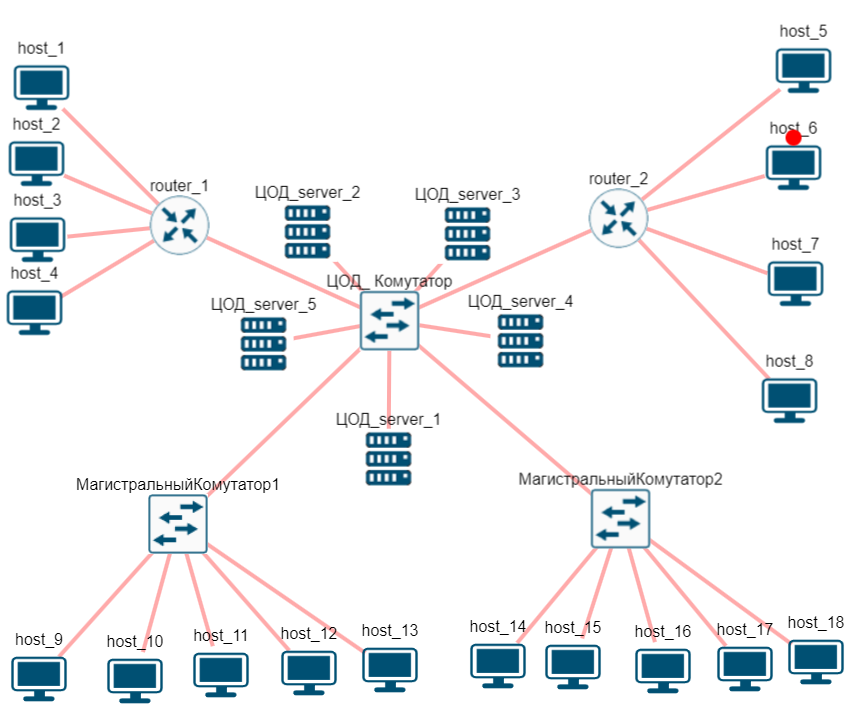 host_1
host_5
host_2
host_6
router_1
router_2
ЦОД_server_2
ЦОД_server_3
host_3
host_7
host_4
ЦОД_ Комутатор
ЦОД_server_5
ЦОД_server_4
host_8
ЦОД_server_1
МагистральныйКомутатор1
МагистральныйКомутатор2
host_9
host_10
host_11
host_12
host_13
host_14
host_15
host_16
host_17
host_18